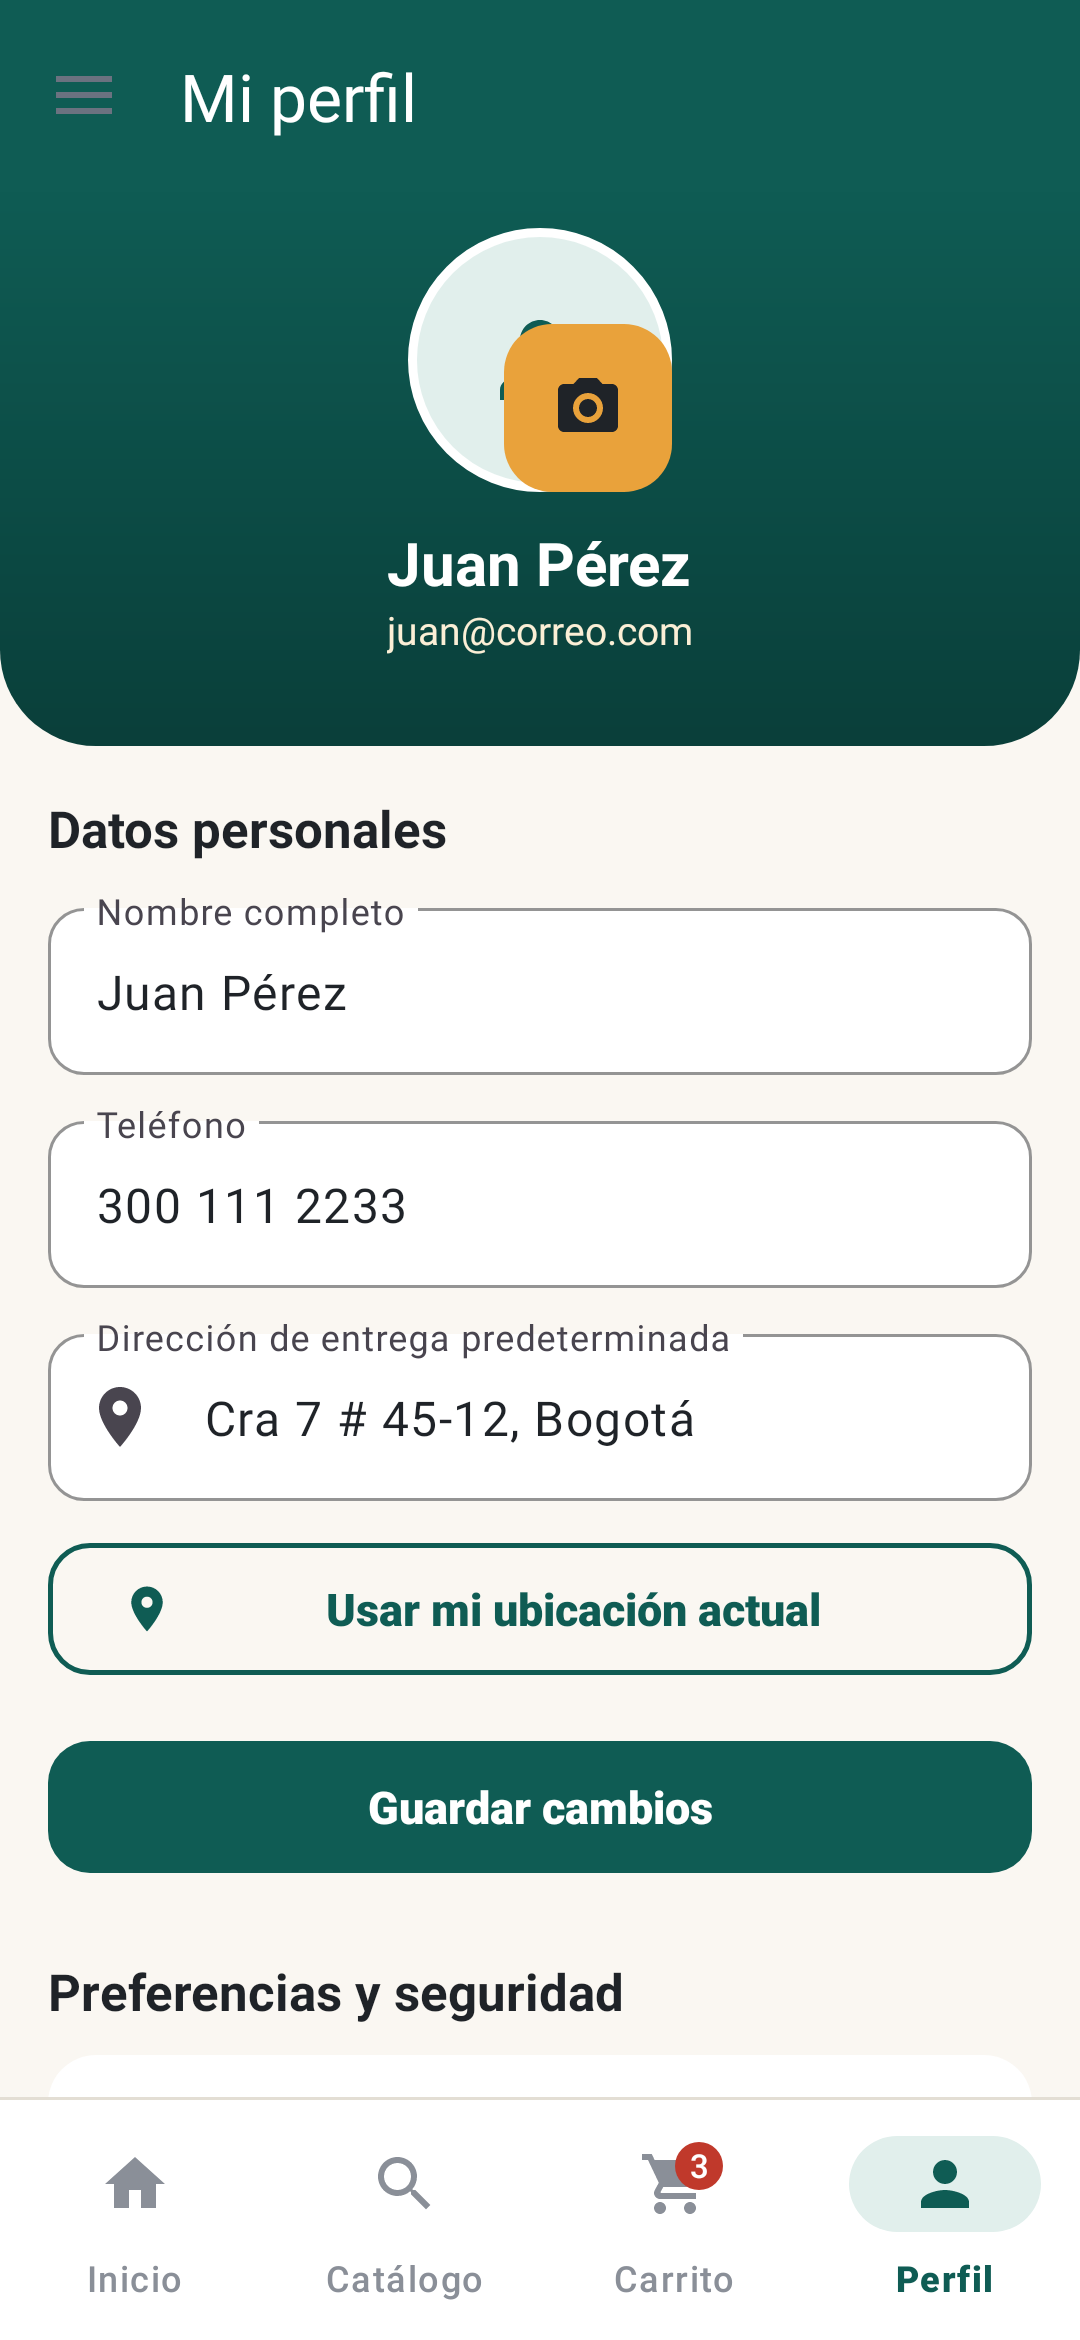 Mi perfil
Juan Pérez
juan@correo.com
Datos personales
Nombre completo
Juan Pérez
Teléfono
300 111 2233
Dirección de entrega predeterminada
Cra 7 # 45-12, Bogotá
Usar mi ubicación actual
Guardar cambios
Preferencias y seguridad
3
Inicio
Catálogo
Carrito
Perfil